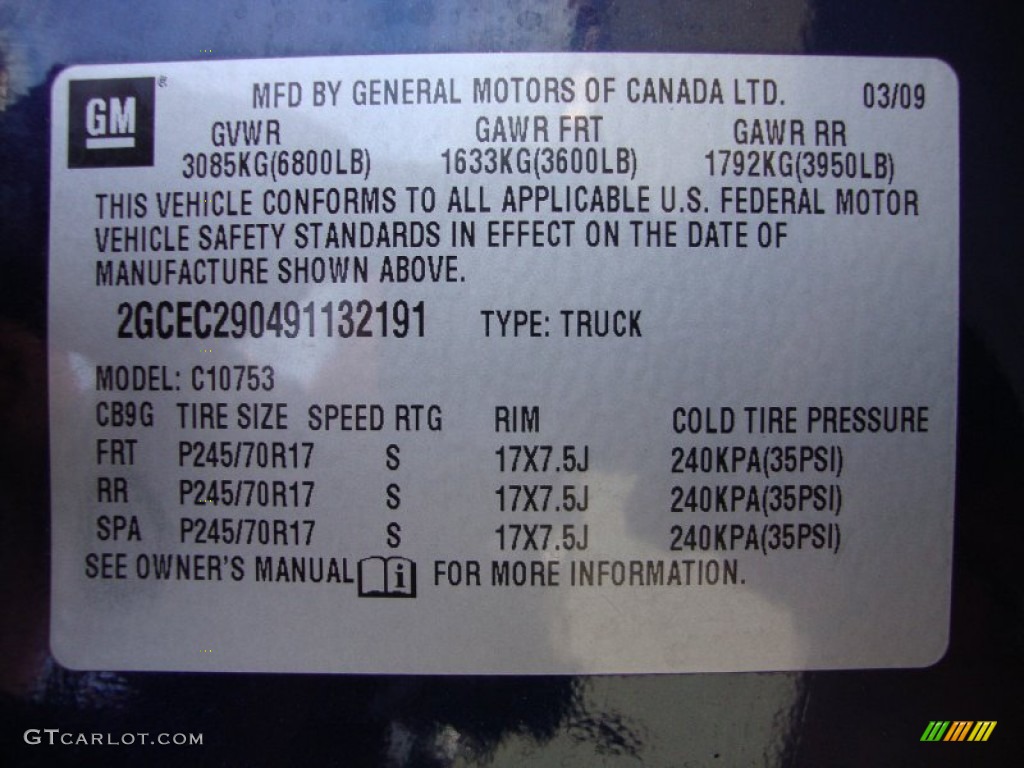 GM ® MFD BY GENERAL MOTORS OF CANADA LTD. 03/09
GVWR GAWR FRT GAWR RR
3085KG(6800LB) 1633KG(3600LB) 1792KG(3950LB)
THIS VEHICLE CONFORMS TO ALL APPLICABLE U.S. FEDERAL MOTOR
VEHICLE SAFETY STANDARDS IN EFFECT ON THE DATE OF
MANUFACTURE SHOWN ABOVE.
2GCEC290491132191 TYPE: TRUCK
MODEL: C10753
CB9G TIRE SIZE SPEED RTG RIM COLD TIRE PRESSURE
FRT P245/70R17 S 17X7.5J 240KPA(35PSI)
RR P245/70R17 S 17X7.5J 240KPA(35PSI)
SPA P245/70R17 S 17X7.5J 240KPA(35PSI)
SEE OWNER'S MANUAL i FOR MORE INFORMATION.
GTCARLOT.COM